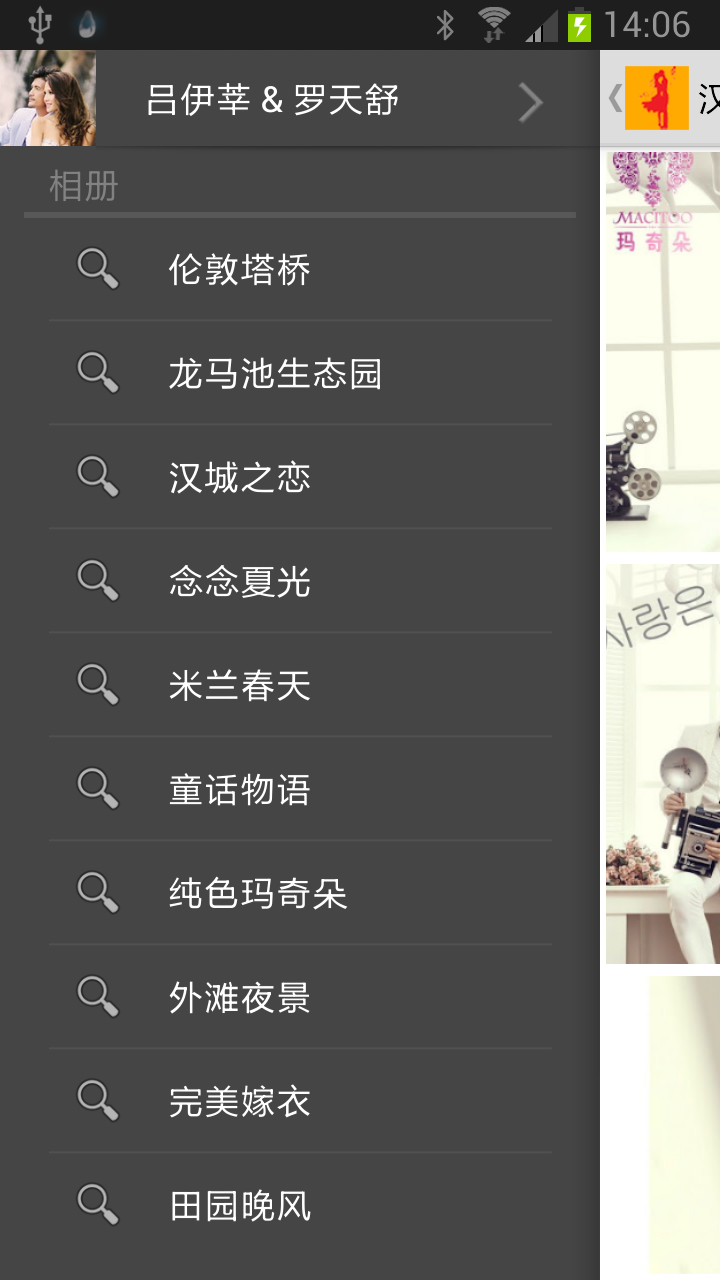 14:06
吕伊莘 & 罗天舒
汉
相册
伦敦塔桥
龙马池生态园
汉城之恋
念念夏光
米兰春天
童话物语
纯色玛奇朵
外滩夜景
完美嫁衣
田园晚风
MACITOO
玛奇朵
사랑은